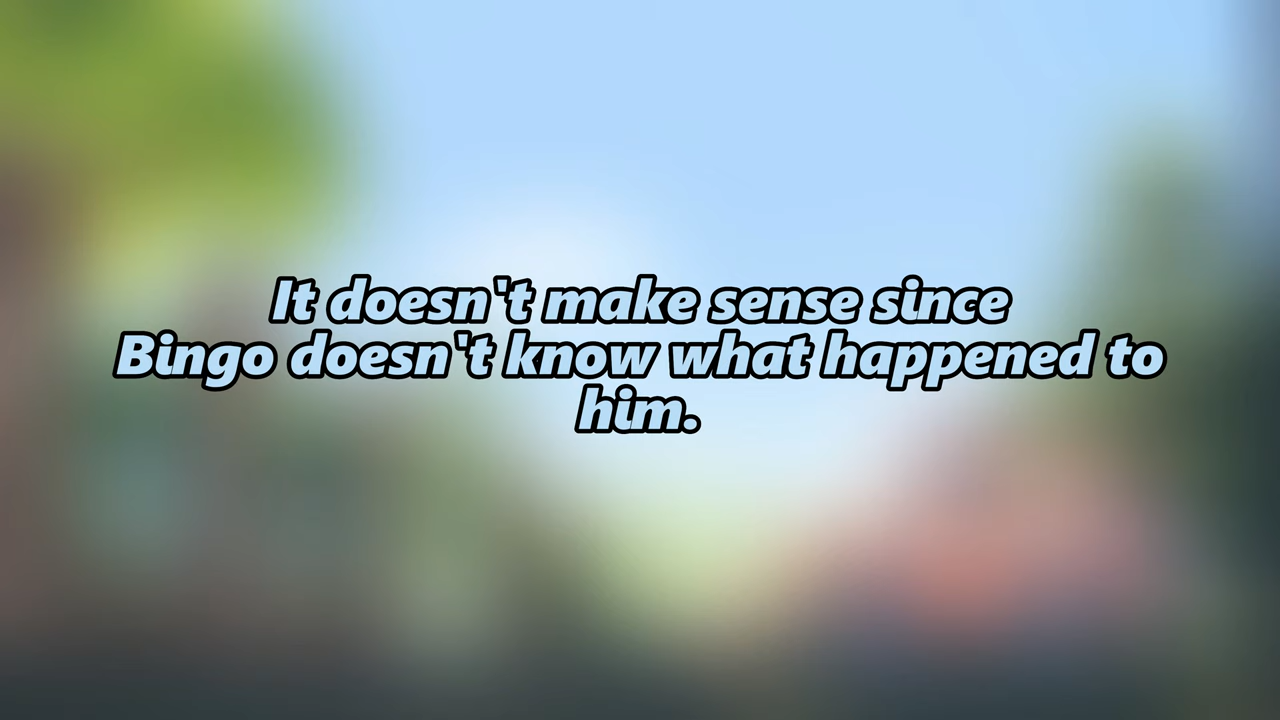 It doesn't make sense since
Bingo doesn't know what happened to
him.